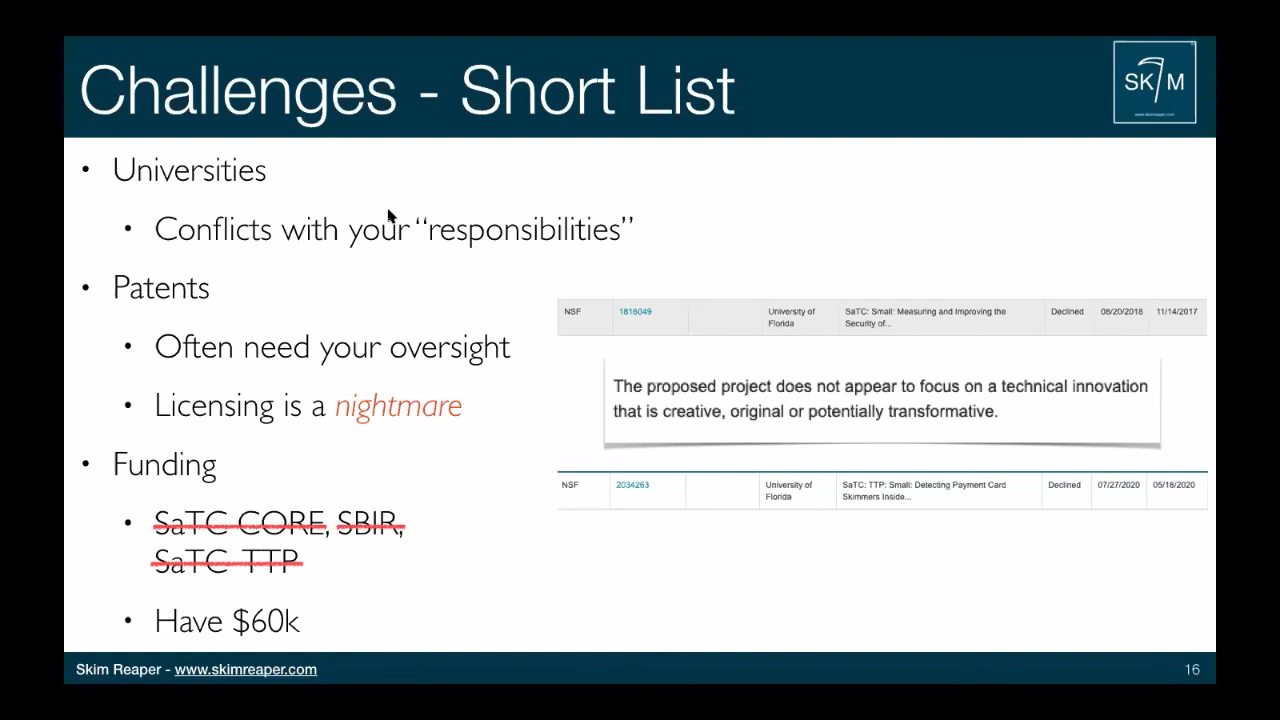 Challenges - Short List
SK M
www.skimreaper.com
• Universities
• Conflicts with your “responsibilities”
• Patents
• Often need your oversight
• Licensing is a nightmare
• Funding
• SaTC CORE, SBIR,
SaTC TTP
• Have $60k
NSF 1816049 University of Florida SaTC: Small: Measuring and Improving the Security of... Declined 08/20/2018 11/14/2017
The proposed project does not appear to focus on a technical innovation
that is creative, original or potentially transformative.
NSF 2034263 University of Florida SaTC: TTP: Small: Detecting Payment Card Skimmers Inside... Declined 07/27/2020 05/18/2020
Skim Reaper - www.skimreaper.com
16